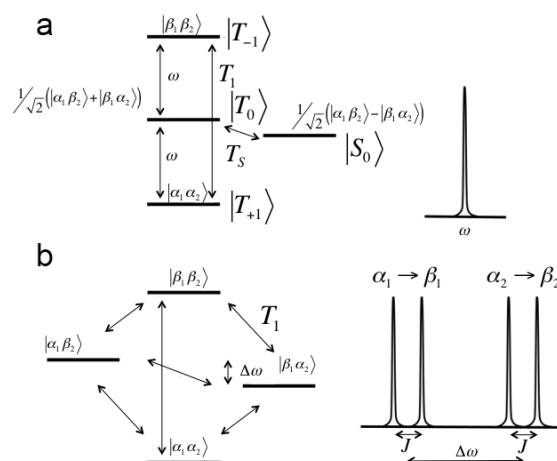 a
|β₁β₂⟩ |T₋₁⟩
ω T₁
1/√2(|α₁β₂⟩+|β₁α₂⟩) |T₀⟩ 1/√2(|α₁β₂⟩−|β₁α₂⟩)
ω T_S |S₀⟩
|α₁α₂⟩ |T₊₁⟩
ω
b
|β₁β₂⟩ α₁→β₁ α₂→β₂
T₁
|α₁β₂⟩ |β₁α₂⟩
Δω
|α₁α₂⟩ J J
Δω